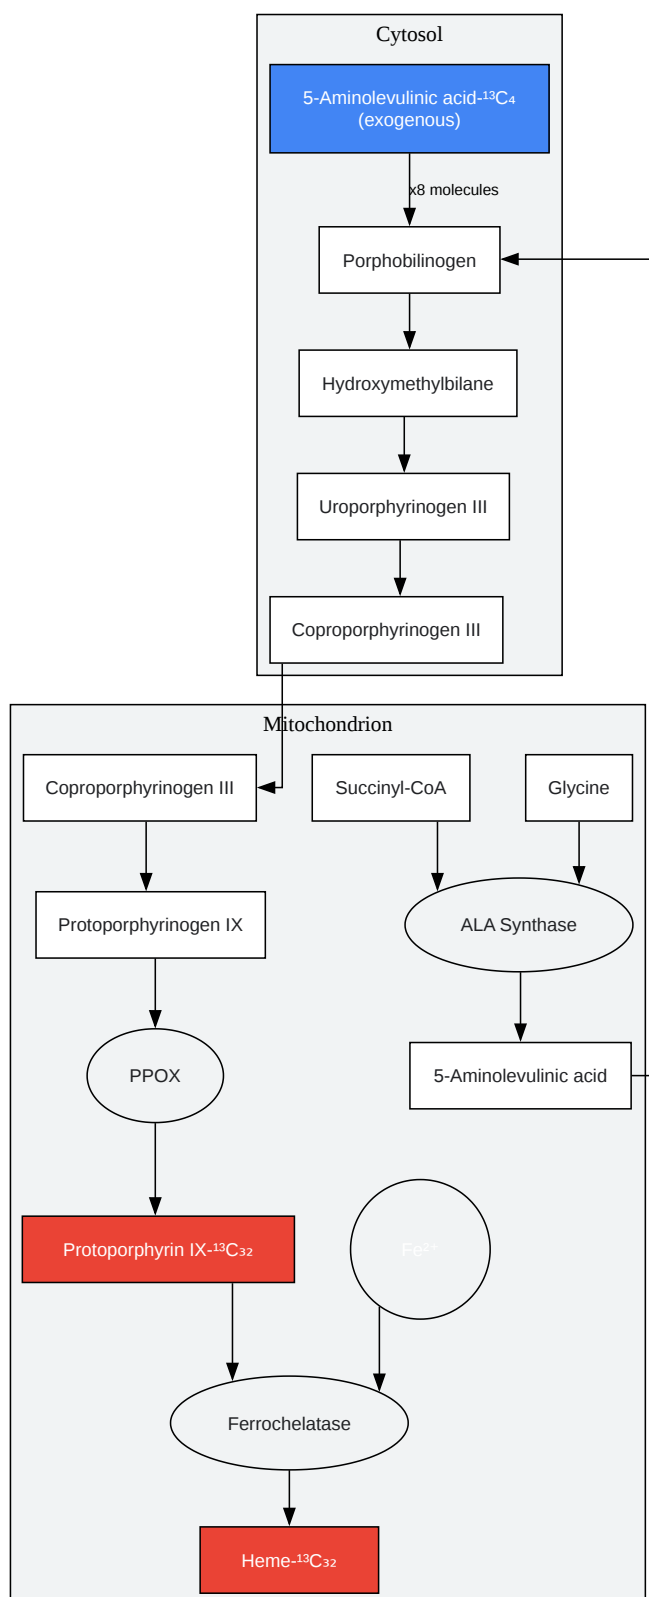 Cytosol
5-Aminolevulinic acid-¹³C₄
(exogenous)
x8 molecules
Porphobilinogen
Hydroxymethylbilane
Uroporphyrinogen III
Coproporphyrinogen III
Mitochondrion
Coproporphyrinogen III
Succinyl-CoA
Glycine
Protoporphyrinogen IX
ALA Synthase
PPOX
5-Aminolevulinic acid
Protoporphyrin IX-¹³C₃₂
Fe²⁺
Ferrochelatase
Heme-¹³C₃₂